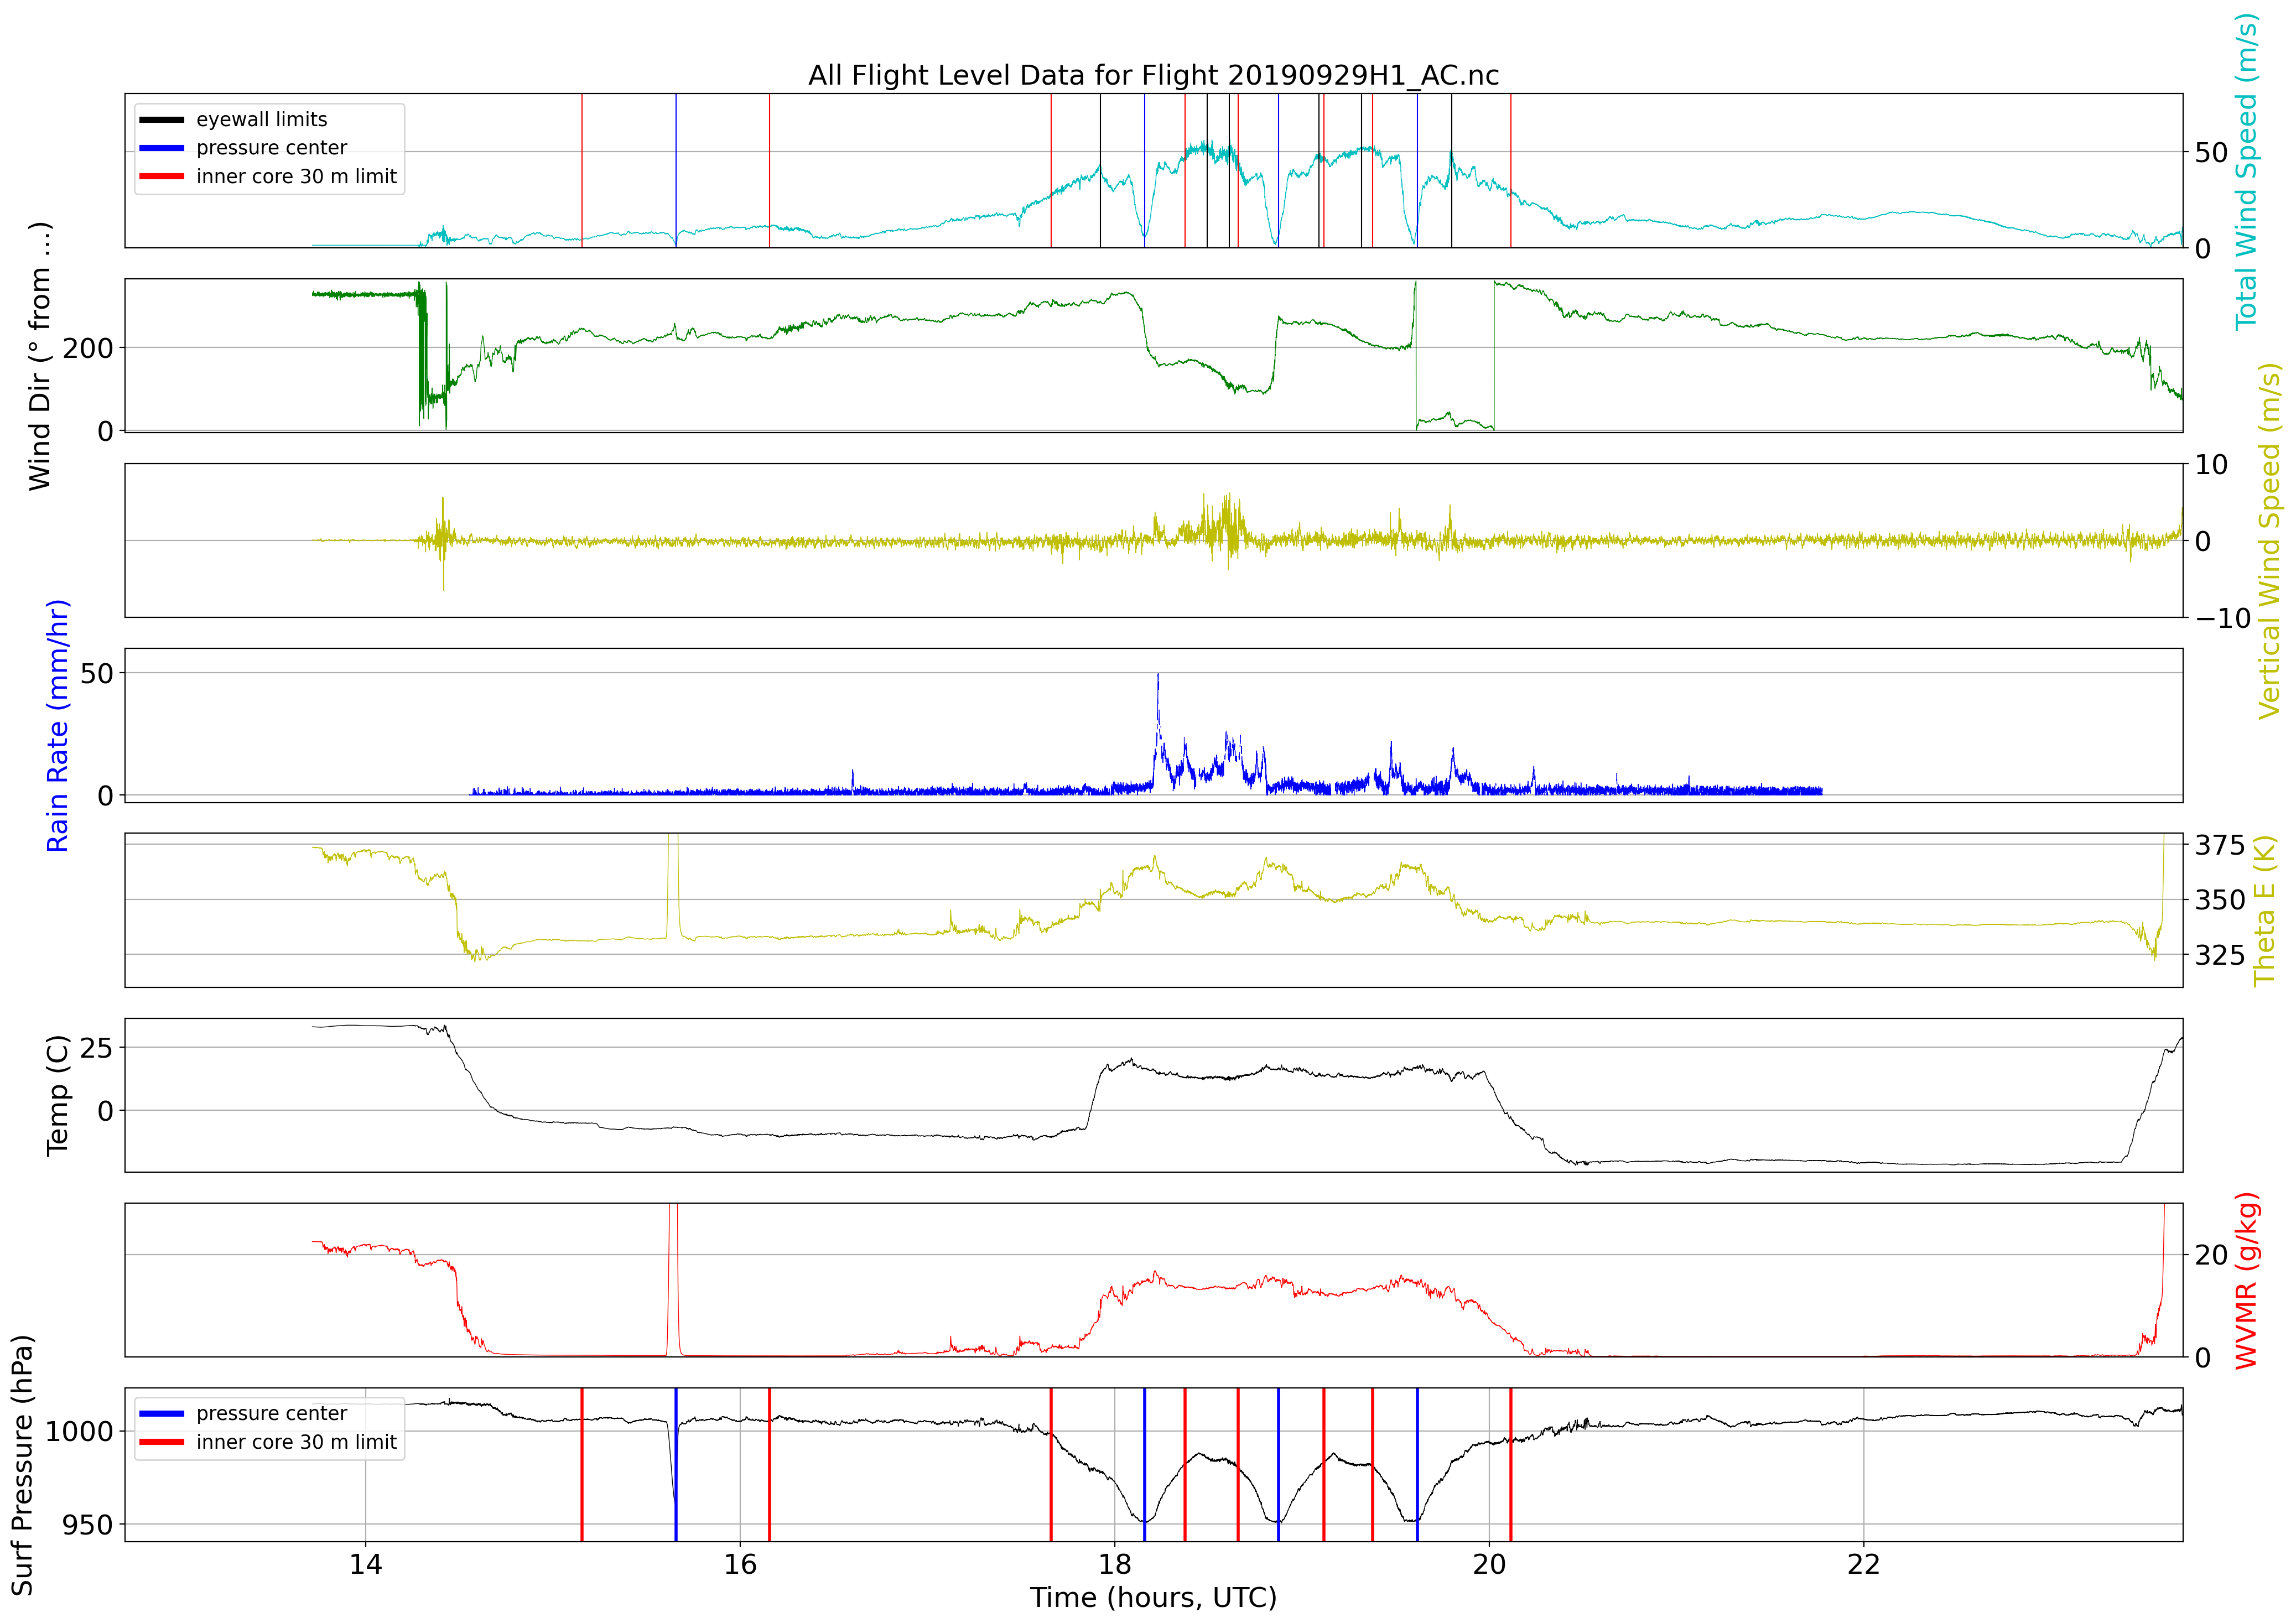 All Flight Level Data for Flight 20190929H1_AC.nc
eyewall limits
pressure center
inner core 30 m limit
50
0
Total Wind Speed (m/s)
Wind Dir (° from ...)
200
0
10
0
−10
Vertical Wind Speed (m/s)
Rain Rate (mm/hr)
50
0
375
350
325
Theta E (K)
Temp (C)
25
0
20
0
WVMR (g/kg)
Surf Pressure (hPa)
1000
950
pressure center
inner core 30 m limit
14 16 18 20 22
Time (hours, UTC)